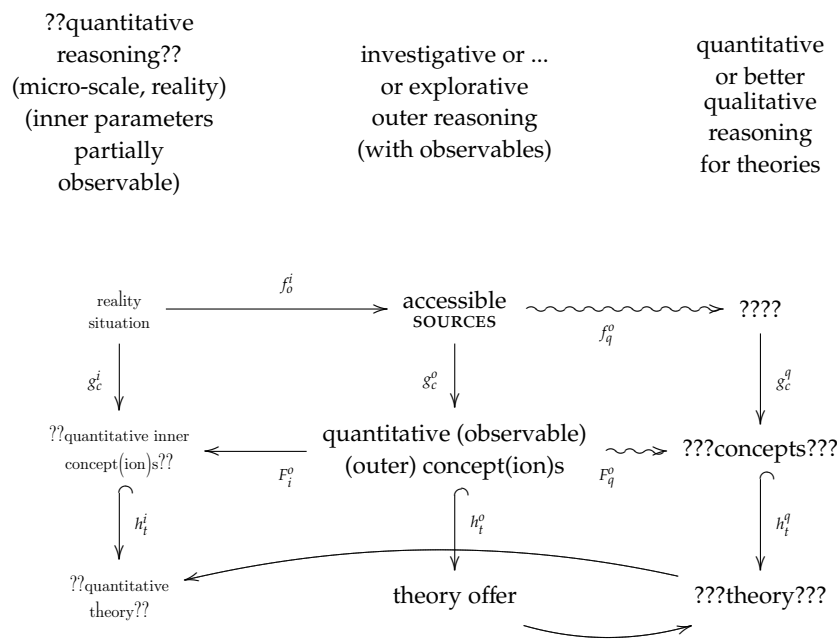 ??quantitative
reasoning??
(micro-scale, reality)
(inner parameters
partially
observable)
investigative or ...
or explorative
outer reasoning
(with observables)
quantitative
or better
qualitative
reasoning
for theories
reality
situation
f_o^i
accessible
SOURCES
f_q^o
????
g_c^i
g_c^o
g_c^q
??quantitative inner
concept(ion)s??
F_i^o
quantitative (observable)
(outer) concept(ion)s
F_q^o
???concepts???
h_t^i
h_t^o
h_t^q
??quantitative
theory??
theory offer
???theory???